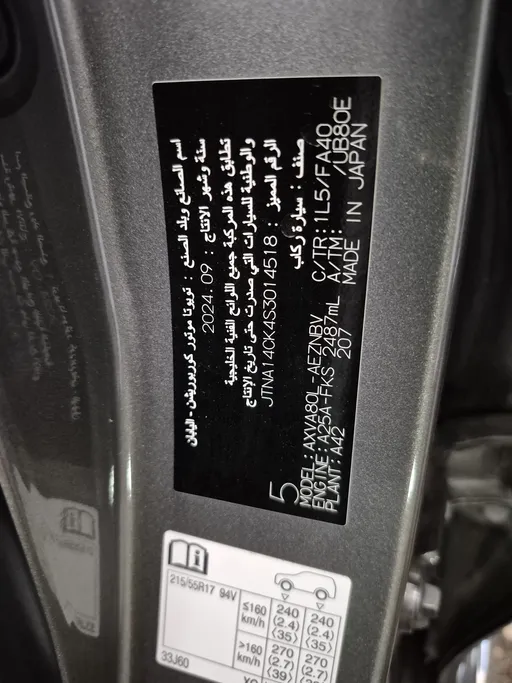 اسم الصانع وبلد الصنع : تويوتا موتور كوربوريشن - اليابان
سنة وشهر الانتاج : 2024.09
تطابق هذه المركبة جميع اللوائح الفنية الخليجية
والوطنية للسيارات التي صدرت حتى تاريخ الإنتاج
الرقم المميز : JTNA14CK4S3014518
صنف : سيارة ركاب
5
MODEL:AXVA80L-AEZNBV C/TR:1L5/FA40
ENGINE:A25A-FKS 2487mL A/TM: /UB80E
PLANT:A42 207 MADE IN JAPAN
215/55R17 94V
≤160 km/h 240 (2.4) (35) 240 (2.4) (35)
>160 km/h 270 (2.7) (39) 270 (2.7)
33J60